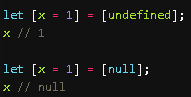 let [x = 1] = [undefined];
x // 1
let [x = 1] = [null];
x // null